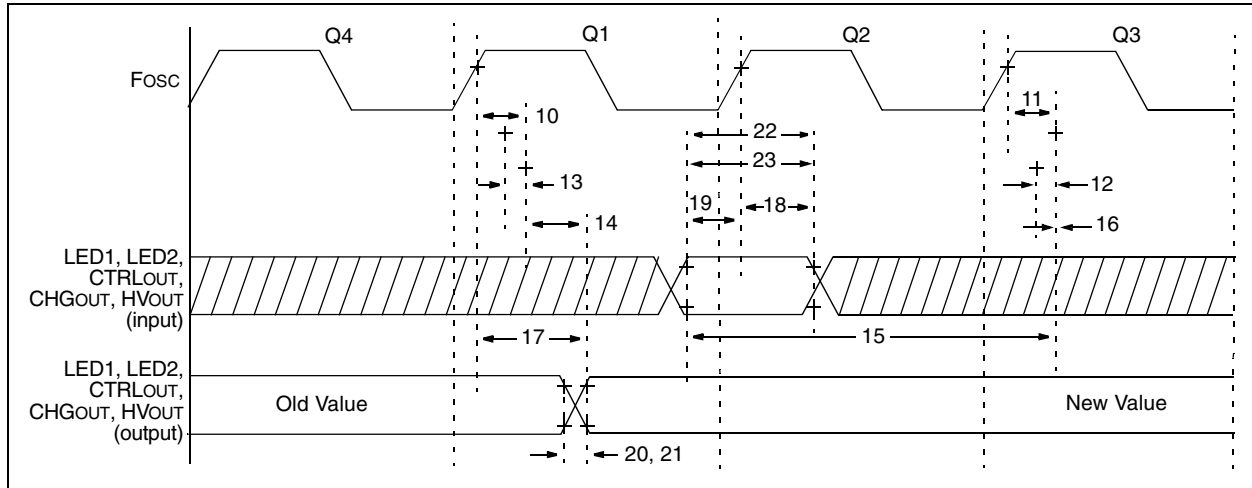 Q4 Q1 Q2 Q3
FOSC
10 11
22
23
13 12
19 18
14 16
LED1, LED2,
CTRLOUT,
CHGOUT, HVOUT
(input)
17 15
LED1, LED2,
CTRLOUT,
CHGOUT, HVOUT
(output)
Old Value New Value
20, 21